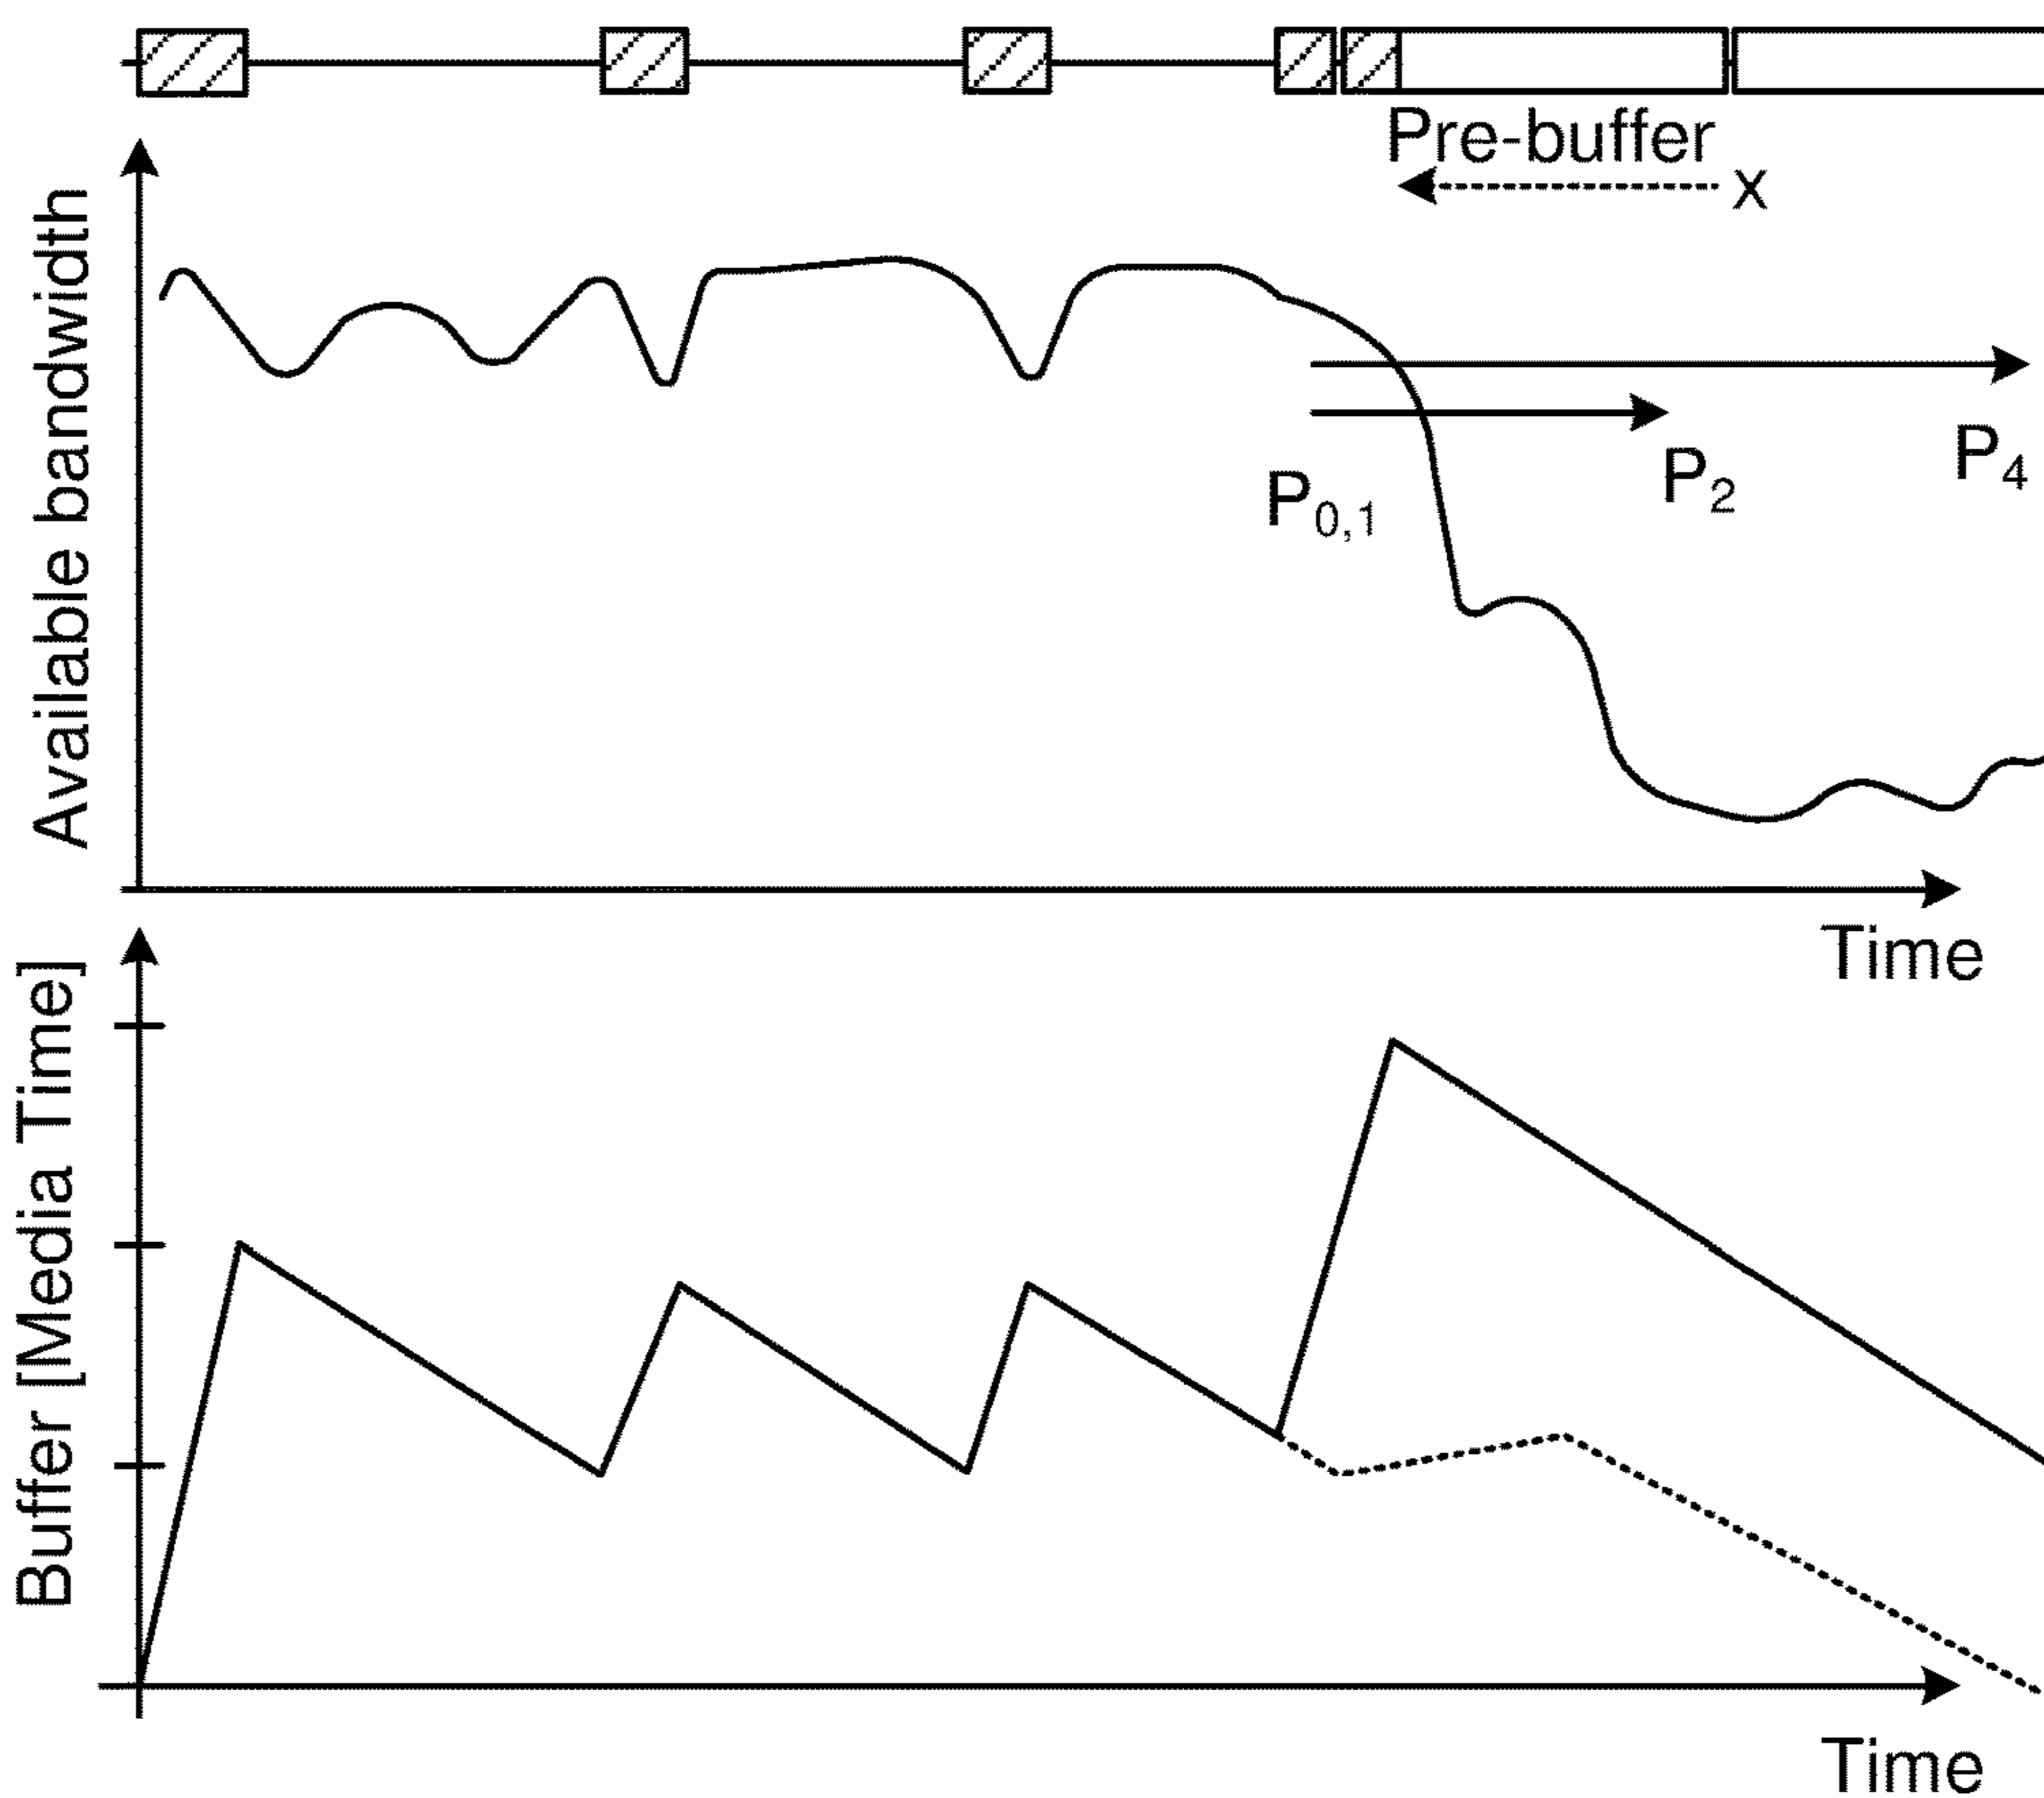 Pre-buffer
x
Available bandwidth
P0,1
P2
P4
Time
Buffer [Media Time]
Time